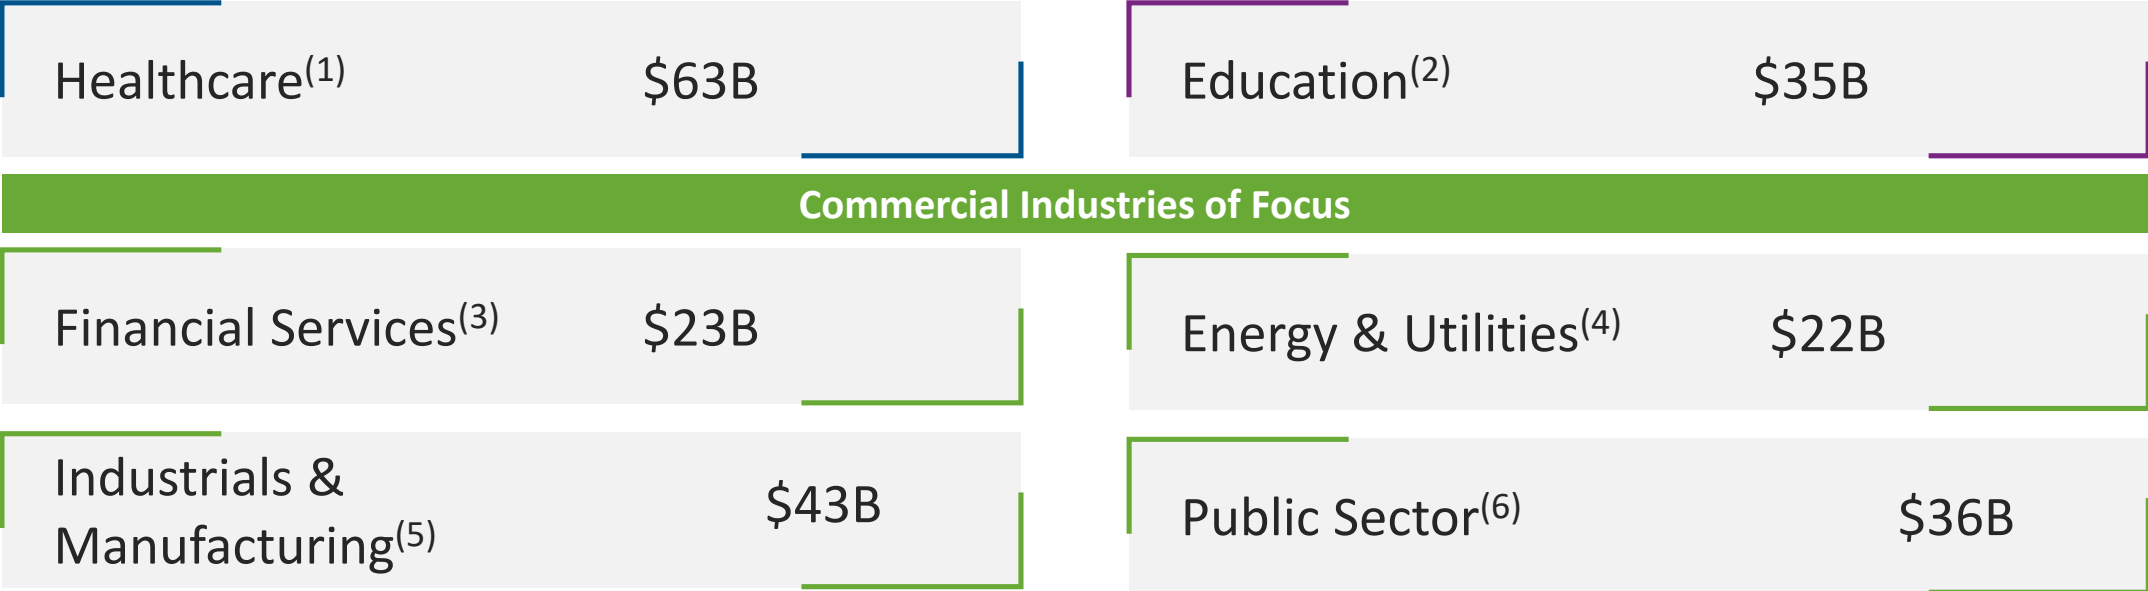 Healthcare(1) $63B
Education(2) $35B
Commercial Industries of Focus
Financial Services(3) $23B
Energy & Utilities(4) $22B
Industrials &
Manufacturing(5) $43B
Public Sector(6) $36B